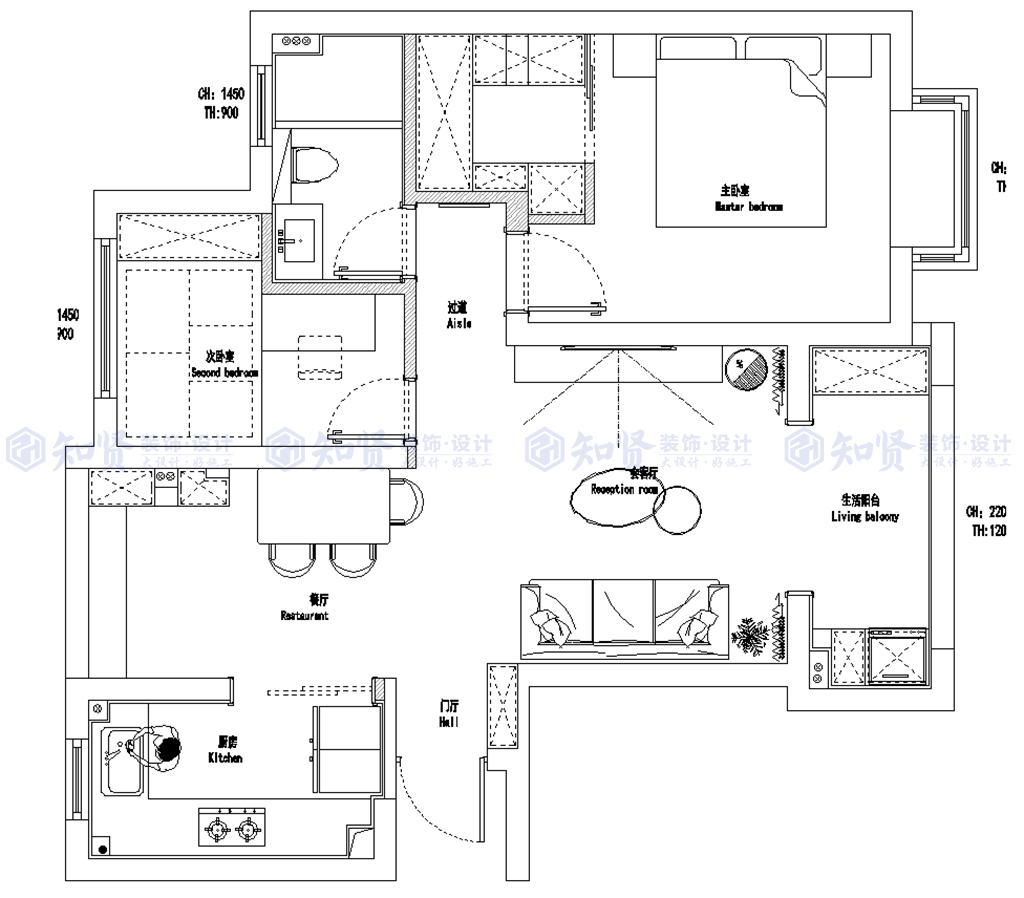 CH: 1450
TH:900
主卧室
Master bedroom
CH:
TH
过道
Aisle
1450
900
次卧室
Second bedroom
知贤 装饰·设计
大设计·好施工
知贤 装饰·设计
大设计·好施工
知贤 装饰·设计
大设计·好施工
知贤 装饰·设计
大设计·好施工
会客厅
Reception room
生活阳台
Living balcony
CH: 220
TH:120
餐厅
Restaurant
门厅
Hall
厨房
Kitchen